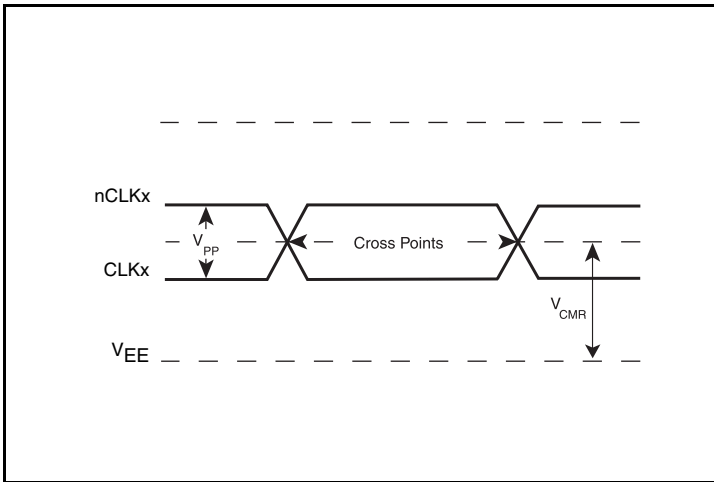 nCLKx
VPP
Cross Points
CLKx
VCMR
VEE